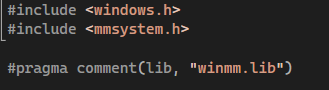 #include <windows.h>
#include <mmsystem.h>
#pragma comment(lib, "winmm.lib")